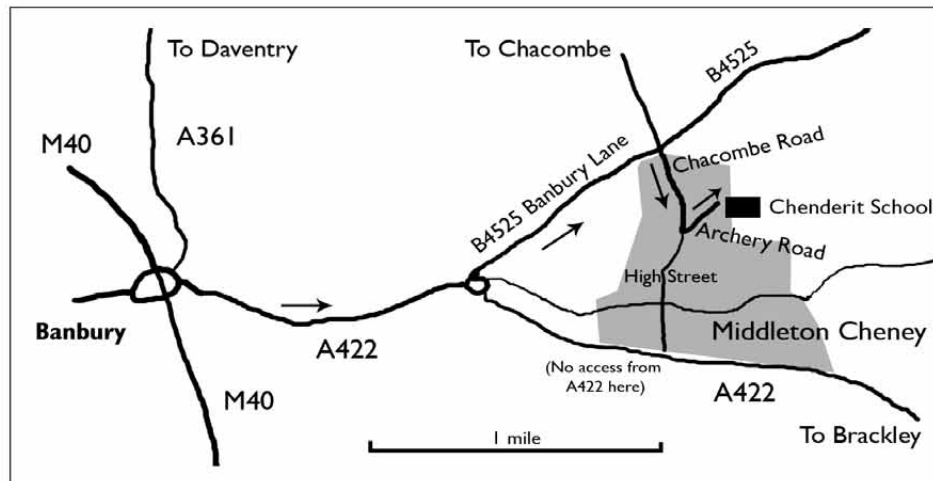 To Daventry
To Chacombe
B4525
M40
A361
Chacombe Road
B4525 Banbury Lane
Chenderit School
Archery Road
High Street
Banbury
A422
Middleton Cheney
(No access from
A422 here)
A422
M40
1 mile
To Brackley